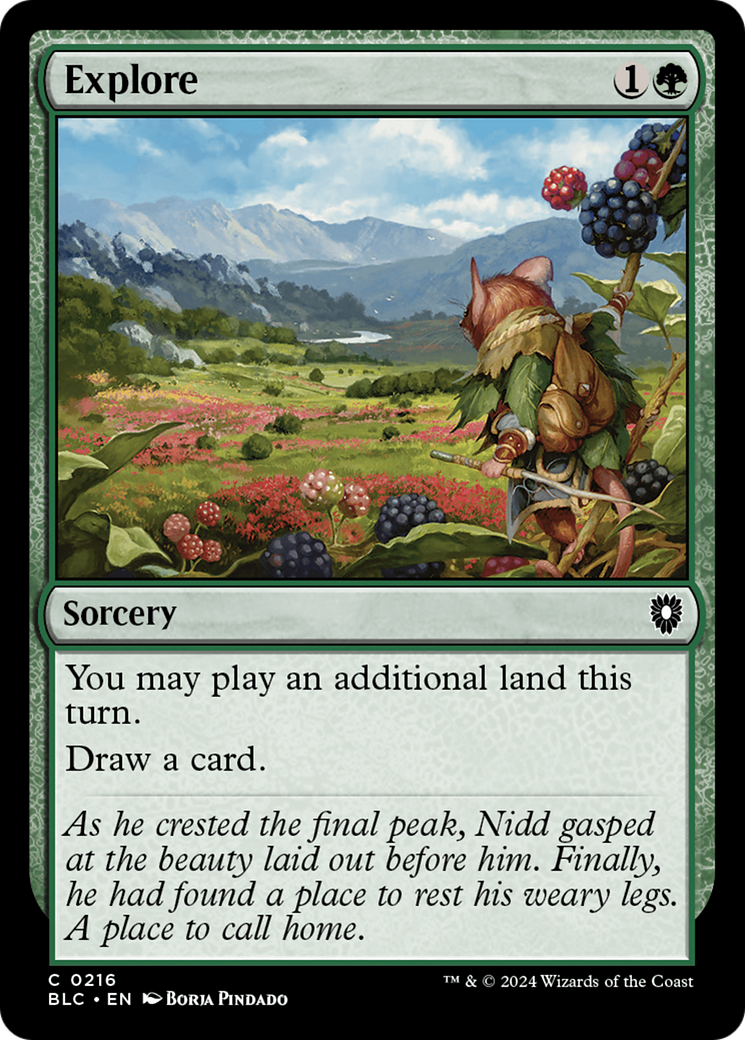 Explore 1
Sorcery
You may play an additional land this
turn.
Draw a card.
As he crested the final peak, Nidd gasped
at the beauty laid out before him. Finally,
he had found a place to rest his weary legs.
A place to call home.
C 0216 ™ & © 2024 Wizards of the Coast
BLC • EN Borja Pindado